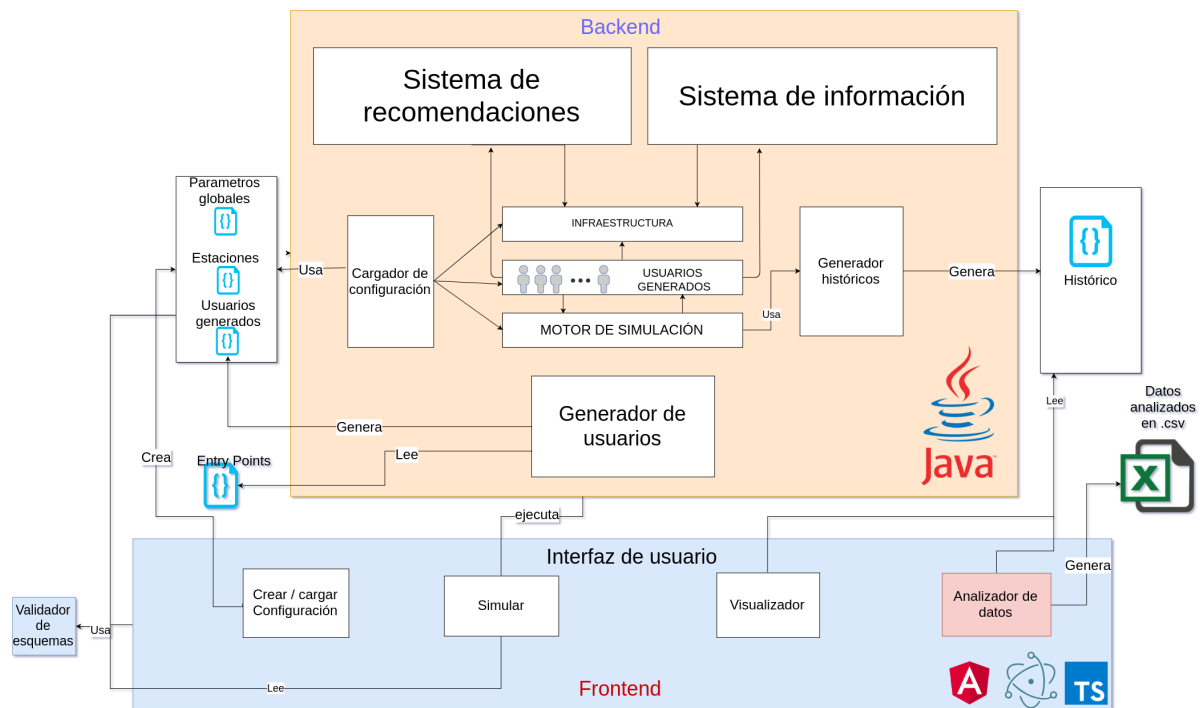 Backend
Sistema de
recomendaciones
Sistema de información
Parametros
globales
{}
Estaciones
{}
Usuarios
generados
{}
Usa
Cargador de
configuración
INFRAESTRUCTURA
USUARIOS
GENERADOS
MOTOR DE SIMULACIÓN
Usa
Generador
históricos
Genera
{}
Histórico
Lee
Datos
analizados
en .csv
X
Java
Generador de
usuarios
Genera
Lee
Crea
Entry Points
{}
ejecuta
Interfaz de usuario
Crear / cargar
Configuración
Simular
Visualizador
Analizador de
datos
Genera
Validador
de
esquemas
Usa
Lee
Frontend
A
TS